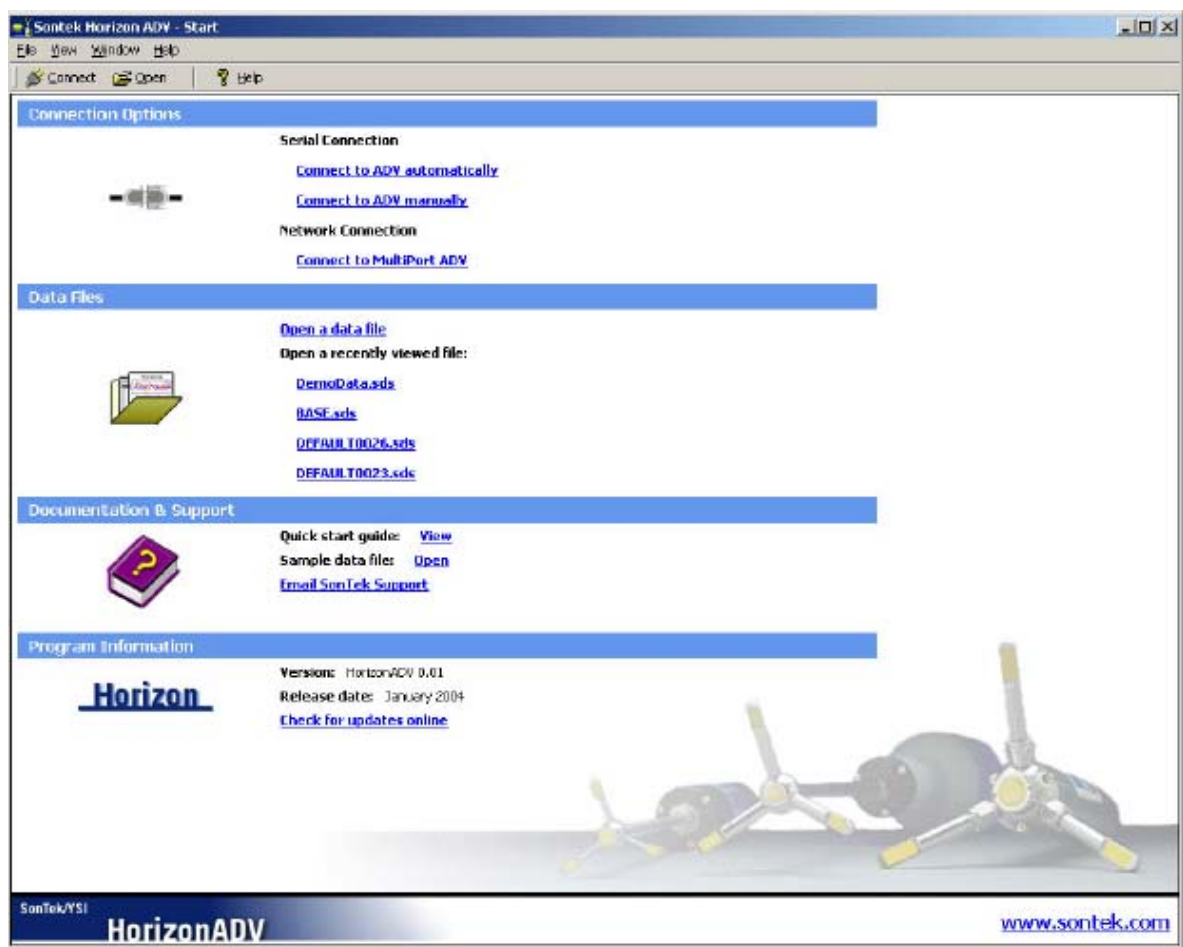 Sontek Horizon ADV - Start
File View Window Help
Connect Open Help
Connection Options
Serial Connection
Connect to ADV automatically
Connect to ADV manually
Network Connection
Connect to MultiPort ADV
Data Files
Open a data file
Open a recently viewed file:
DemoData.sds
BASE.sds
DEFAULT0026.sds
DEFAULT0023.sds
Documentation & Support
Quick start guide: View
Sample data file: Open
Email SonTek Support
Program Information
Horizon
Version: HorizonADV 0.01
Release date: January 2004
Check for updates online
SonTek/YSI
HorizonADV
www.sontek.com